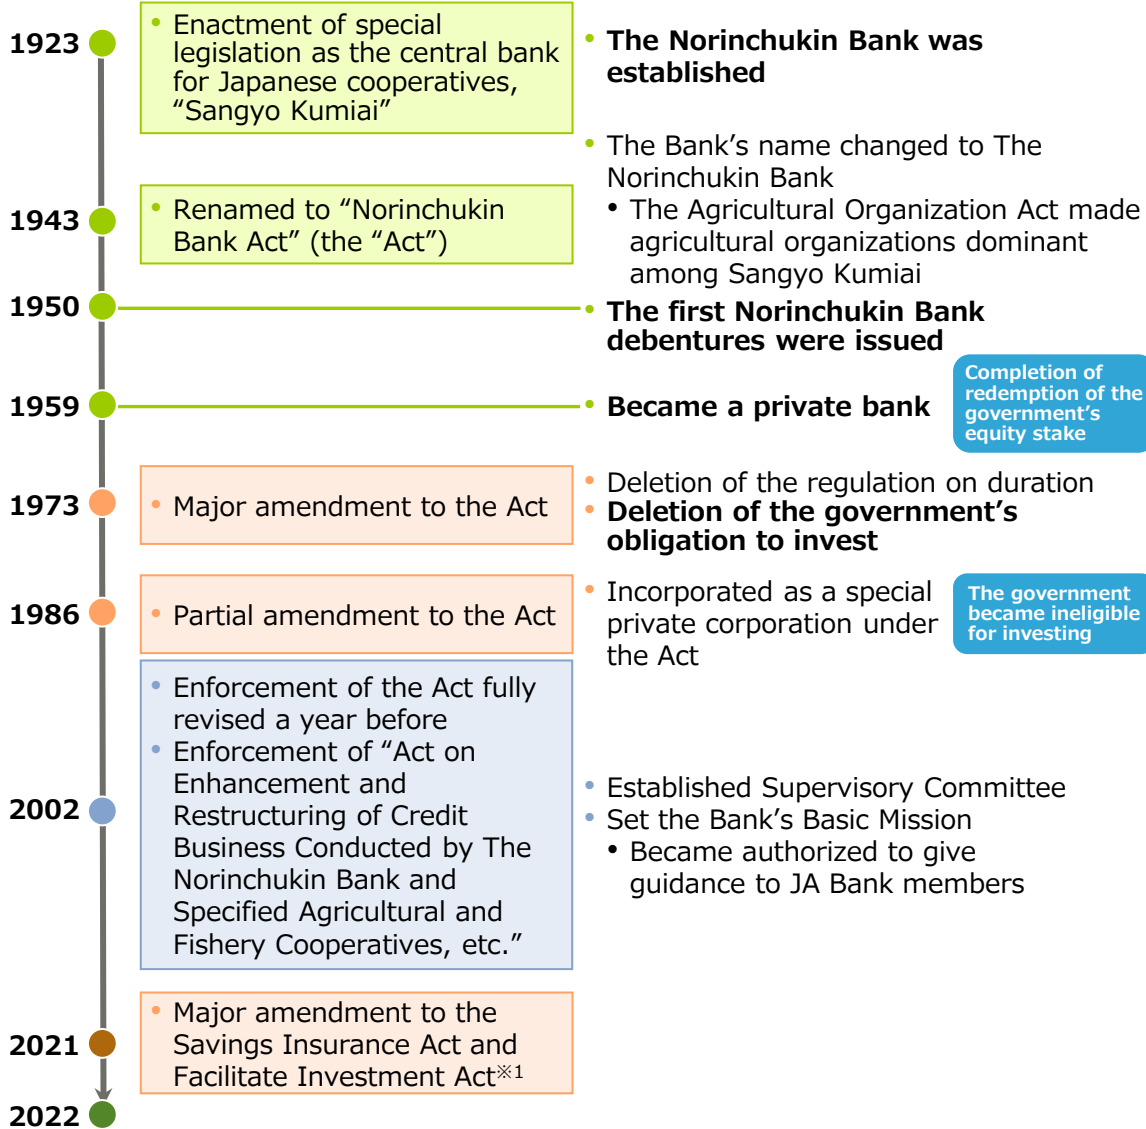 1923
• Enactment of special
legislation as the central bank
for Japanese cooperatives,
“Sangyo Kumiai”
• The Norinchukin Bank was
established
1943
• Renamed to “Norinchukin
Bank Act” (the “Act”)
• The Bank’s name changed to The
Norinchukin Bank
• The Agricultural Organization Act made
agricultural organizations dominant
among Sangyo Kumiai
1950
• The first Norinchukin Bank
debentures were issued
1959
• Became a private bank
Completion of
redemption of the
government’s
equity stake
1973
• Major amendment to the Act
• Deletion of the regulation on duration
• Deletion of the government’s
obligation to invest
1986
• Partial amendment to the Act
• Incorporated as a special
private corporation under
the Act
The government
became ineligible
for investing
2002
• Enforcement of the Act fully
revised a year before
• Enforcement of “Act on
Enhancement and
Restructuring of Credit
Business Conducted by The
Norinchukin Bank and
Specified Agricultural and
Fishery Cooperatives, etc.”
• Established Supervisory Committee
• Set the Bank’s Basic Mission
• Became authorized to give
guidance to JA Bank members
2021
• Major amendment to the
Savings Insurance Act and
Facilitate Investment Act※1
2022